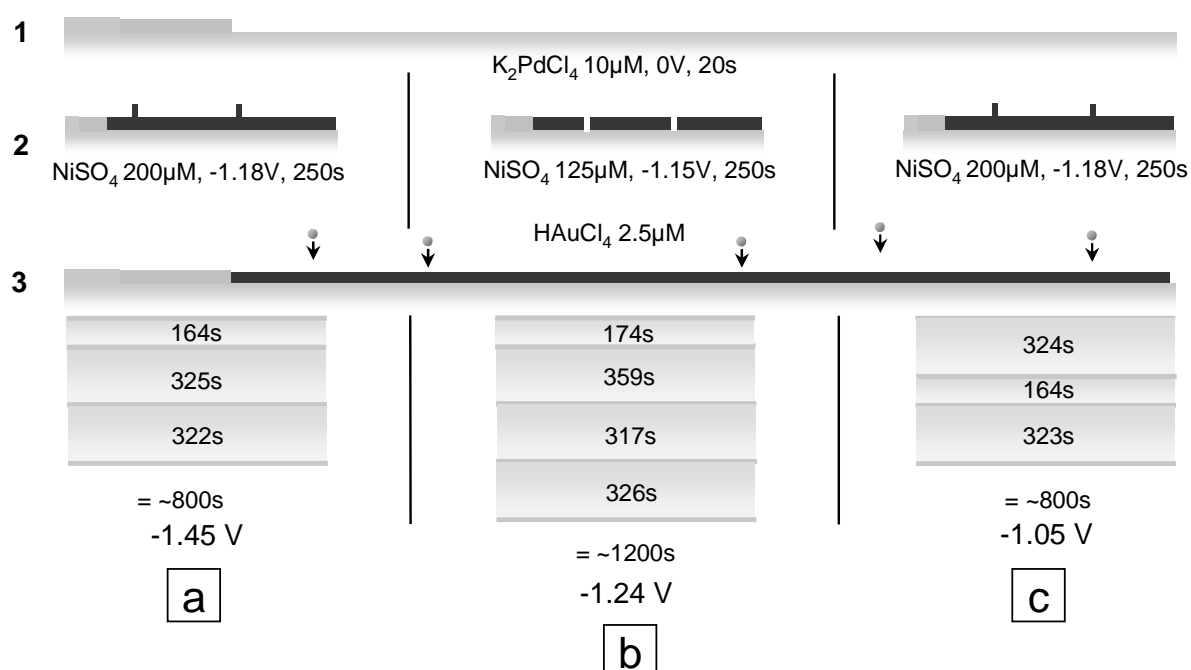 1
K₂PdCl₄ 10µM, 0V, 20s
2
NiSO₄ 200µM, -1.18V, 250s
NiSO₄ 125µM, -1.15V, 250s
NiSO₄ 200µM, -1.18V, 250s
HAuCl₄ 2.5µM
3
164s
325s
322s
= ~800s
-1.45 V
a
174s
359s
317s
326s
= ~1200s
-1.24 V
b
324s
164s
323s
= ~800s
-1.05 V
c